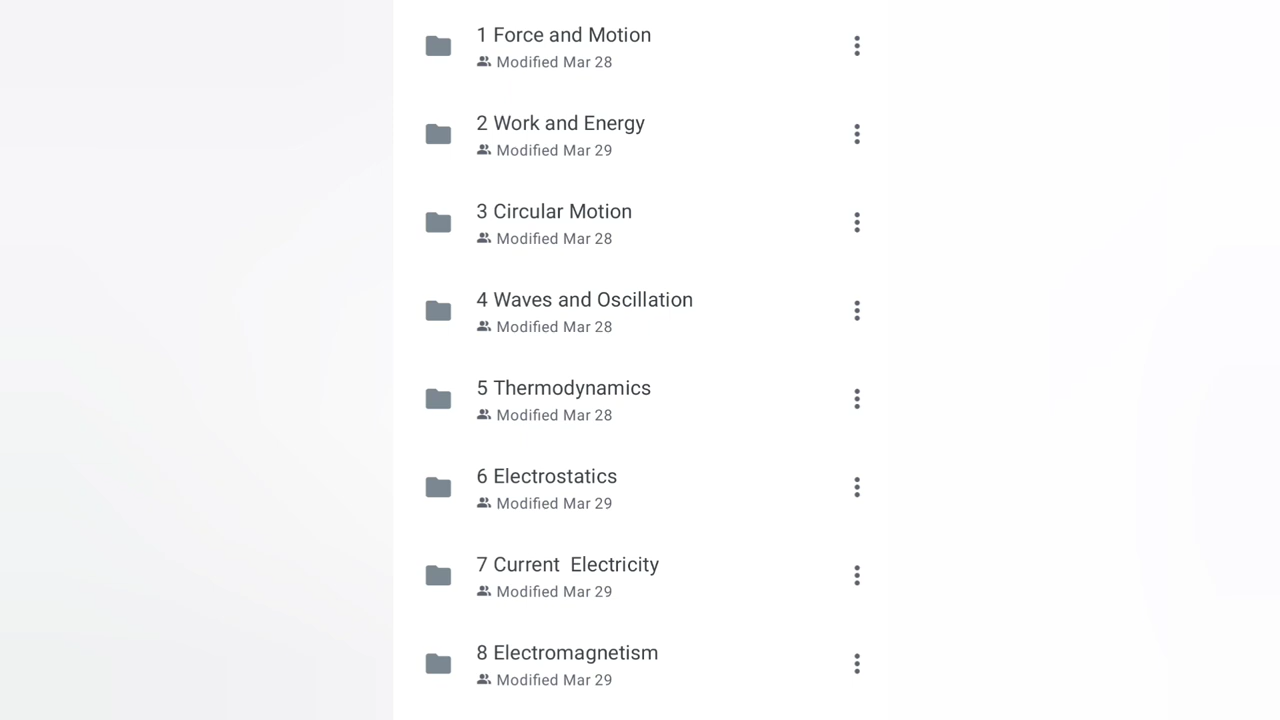 1 Force and Motion
Modified Mar 28
2 Work and Energy
Modified Mar 29
3 Circular Motion
Modified Mar 28
4 Waves and Oscillation
Modified Mar 28
5 Thermodynamics
Modified Mar 28
6 Electrostatics
Modified Mar 29
7 Current  Electricity
Modified Mar 29
8 Electromagnetism
Modified Mar 29